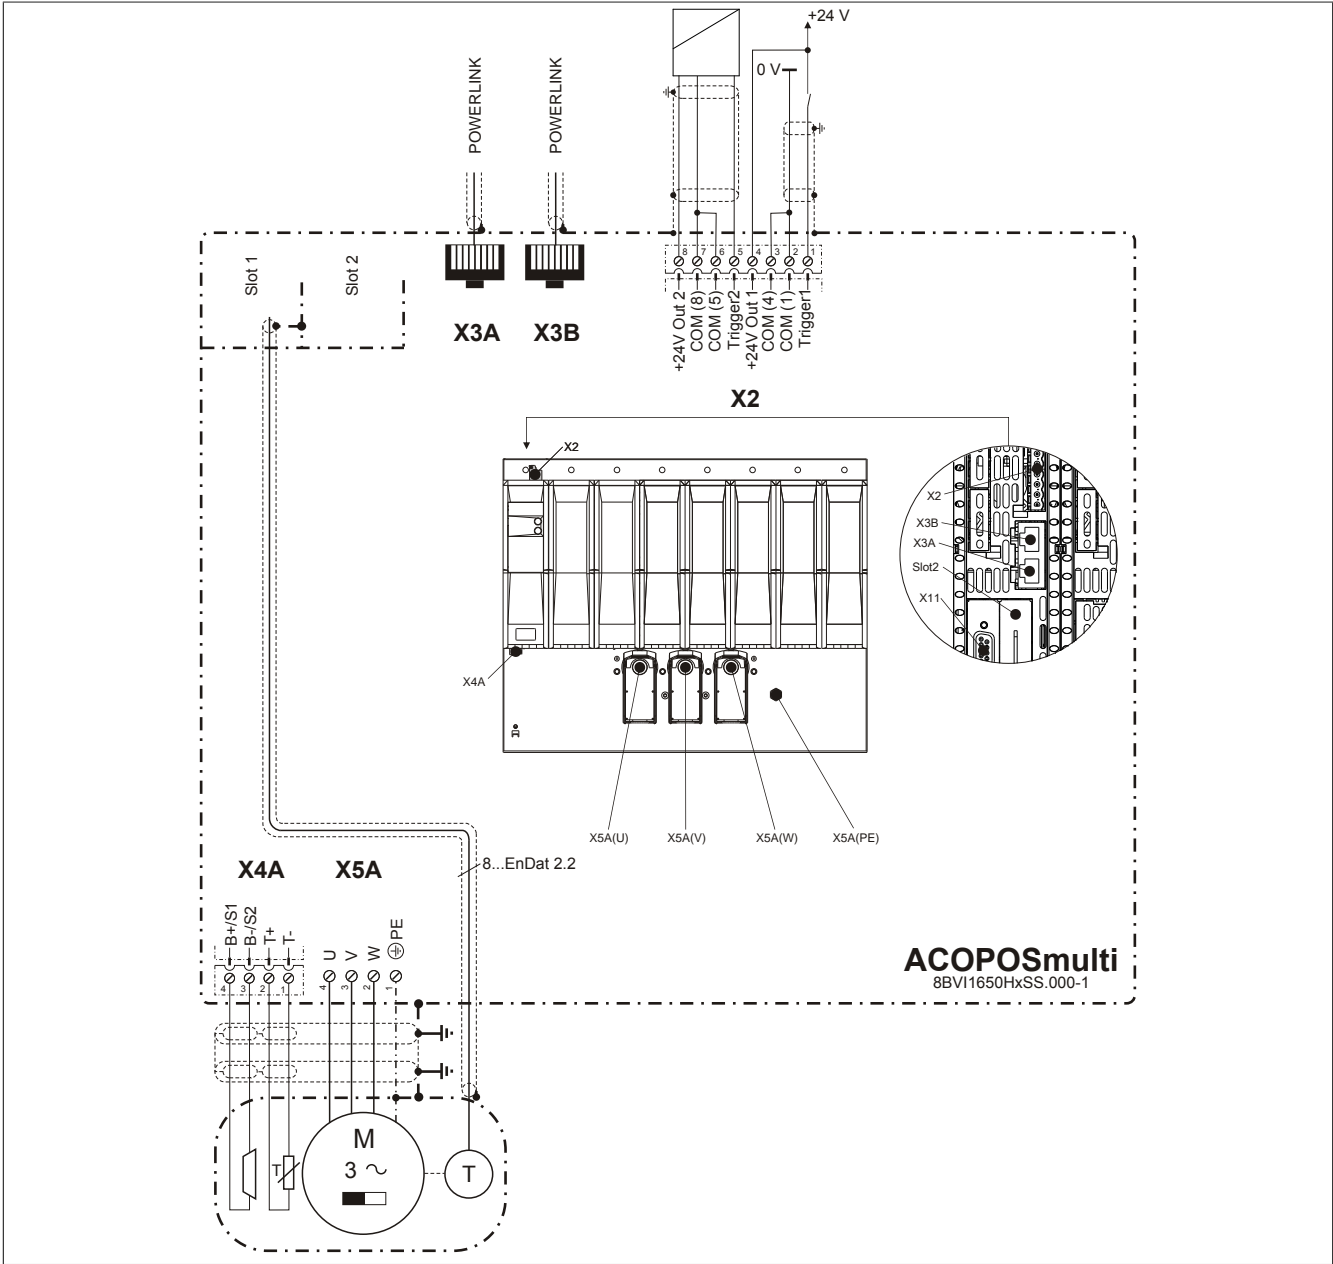 +24 V
0 V
POWERLINK
POWERLINK
Slot 1
Slot 2
8 7 6 5 4 3 2 1
+24V Out 2
COM (8)
COM (5)
Trigger2
+24V Out 1
COM (4)
COM (1)
Trigger1
X3A
X3B
X2
X2
X2
X3B
X3A
Slot2
X11
X4A
X5A(U)
X5A(V)
X5A(W)
X5A(PE)
8...EnDat 2.2
X4A
X5A
B+/S1
B-/S2
T+
T-
U
V
W
PE
4 3 2 1
4 3 2 1
ACOPOSmulti
8BVI1650HxSS.000-1
M
3 ~
T
T